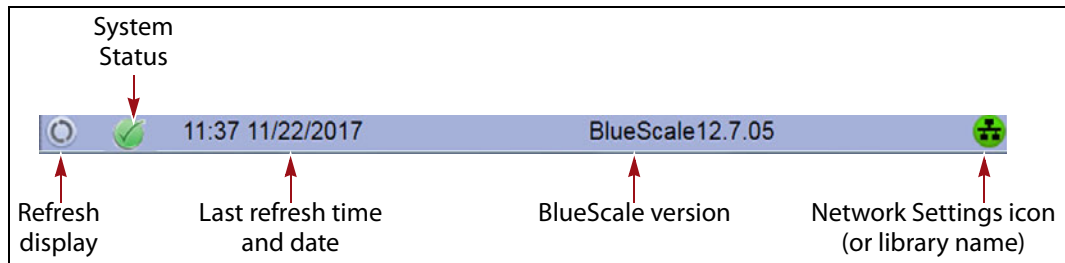 System
Status
11:37 11/22/2017 BlueScale12.7.05
Refresh
display
Last refresh time
and date
BlueScale version
Network Settings icon
(or library name)